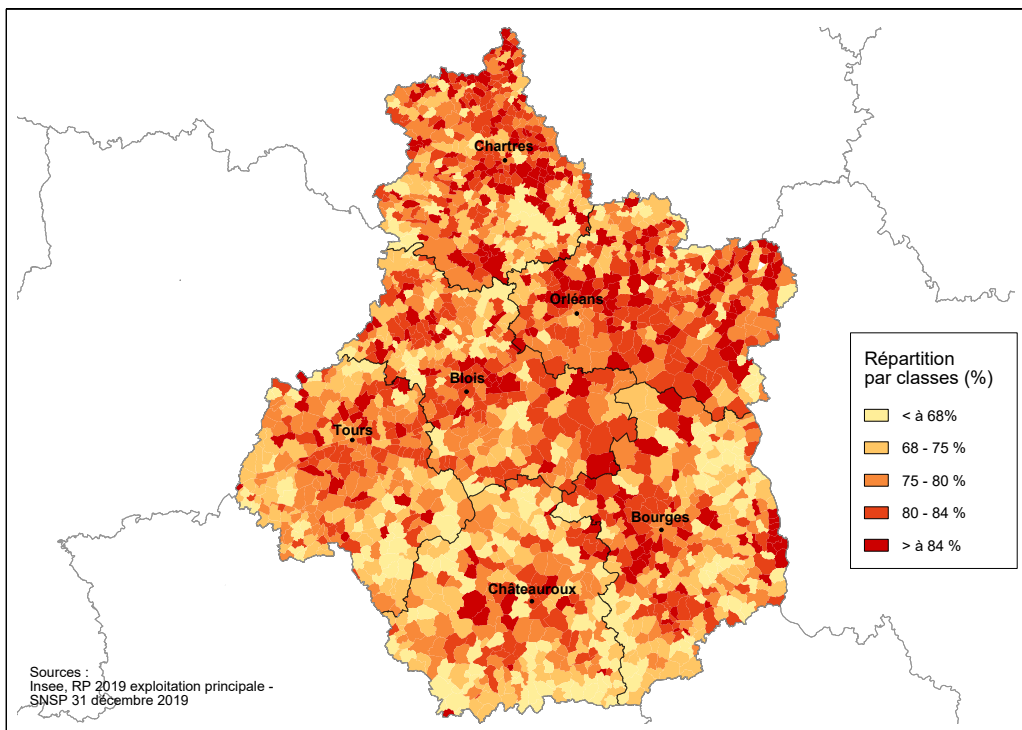 Chartres
Orléans
Blois
Tours
Bourges
Châteauroux
Répartition
par classes (%)
< à 68%
68 - 75 %
75 - 80 %
80 - 84 %
> à 84 %
Sources :
Insee, RP 2019 exploitation principale -
SNSP 31 décembre 2019